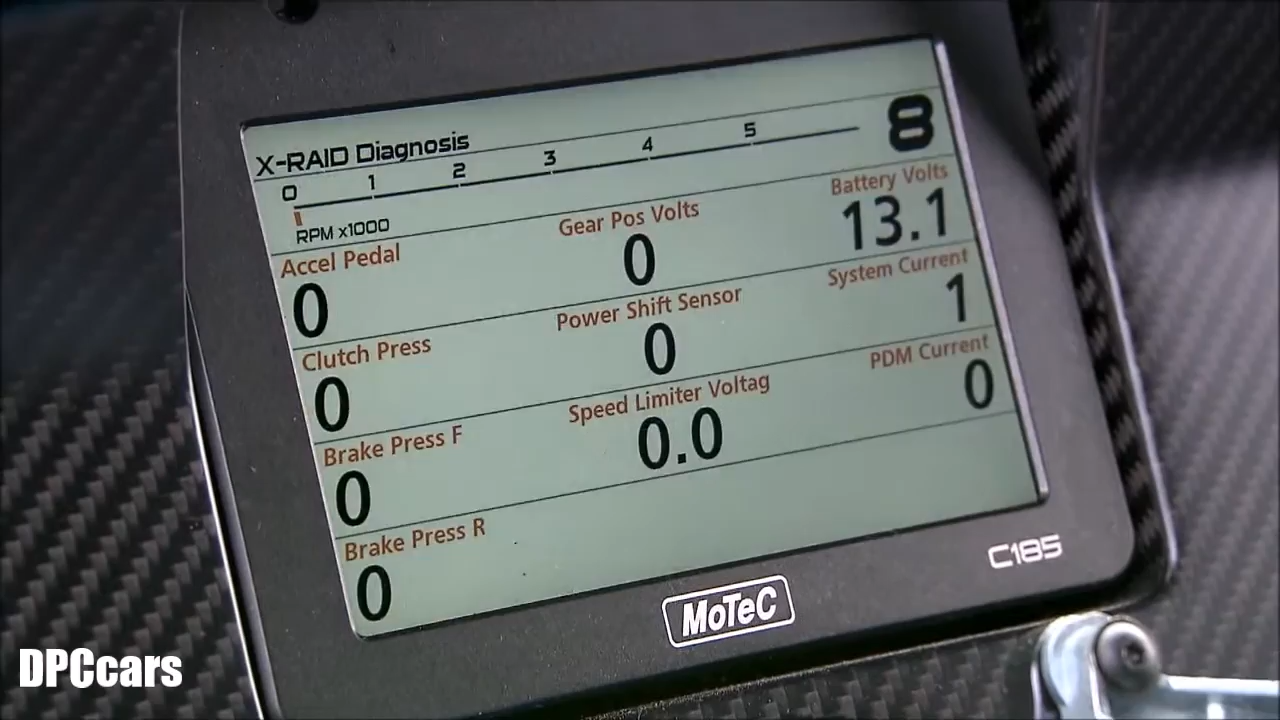 X-RAID Diagnosis
0 1 2 3 4 5
8
RPM x1000
Accel Pedal
0
Gear Pos Volts
0
Battery Volts
13.1
Clutch Press
0
Power Shift Sensor
0
System Current
1
Brake Press F
0
Speed Limiter Voltag
0.0
PDM Current
0
Brake Press R
0
MoTeC
C185
DPCcars